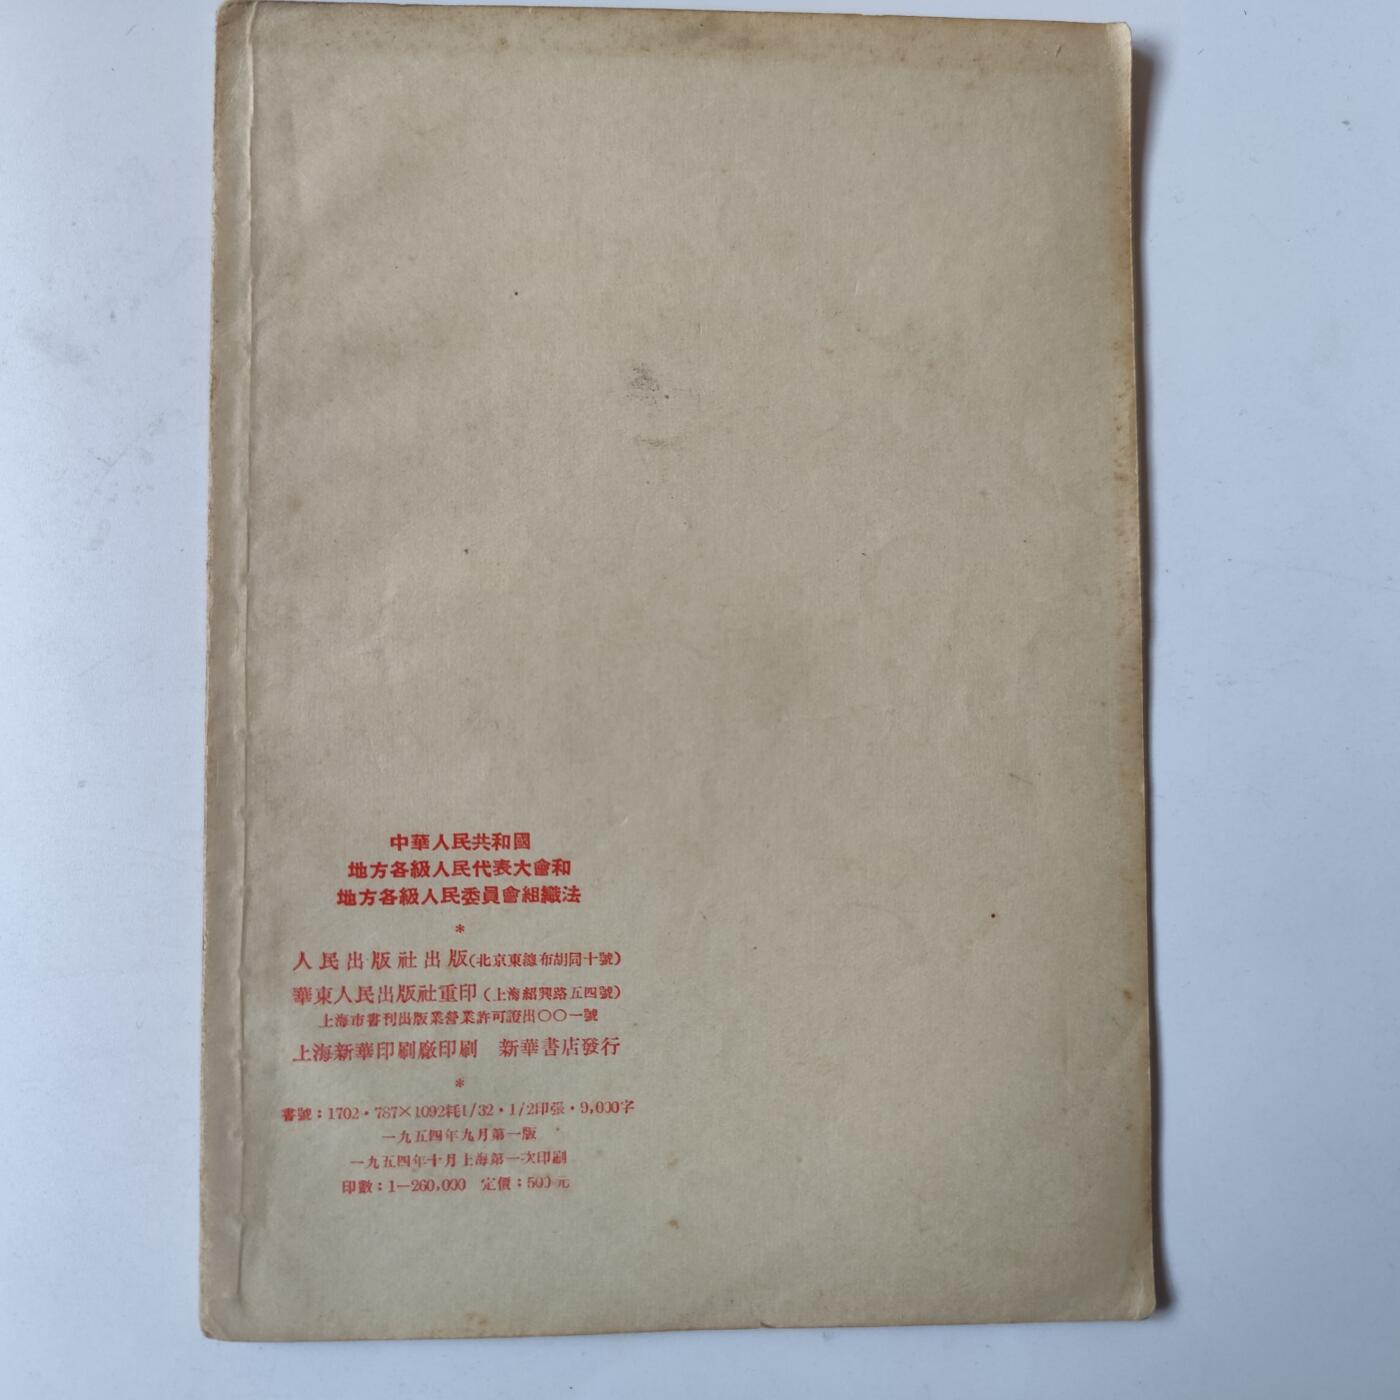 中華人民共和國
地方各級人民代表大會和
地方各級人民委員會組織法
*
人民出版社出版(北京東總布胡同十號)
華東人民出版社重印(上海紹興路五四號)
上海市書刊出版業營業許可證出〇〇一號
上海新華印刷廠印刷 新華書店發行
*
書號:1702·787×1092耗1/32·1/2印張·9,000字
一九五四年九月第一版
一九五四年十月上海第一次印刷
印數:1—260,000 定價:500元